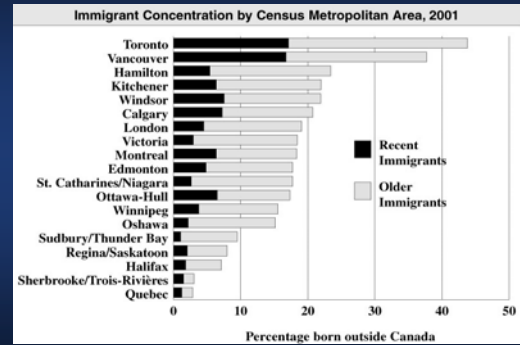 Immigrant Concentration by Census Metropolitan Area, 2001
Toronto
Vancouver
Hamilton
Kitchener
Windsor
Calgary
London
Victoria
Montreal
Edmonton
St. Catharines/Niagara
Ottawa-Hull
Winnipeg
Oshawa
Sudbury/Thunder Bay
Regina/Saskatoon
Halifax
Sherbrooke/Trois-Rivières
Quebec
Recent
Immigrants
Older
Immigrants
0 10 20 30 40 50
Percentage born outside Canada